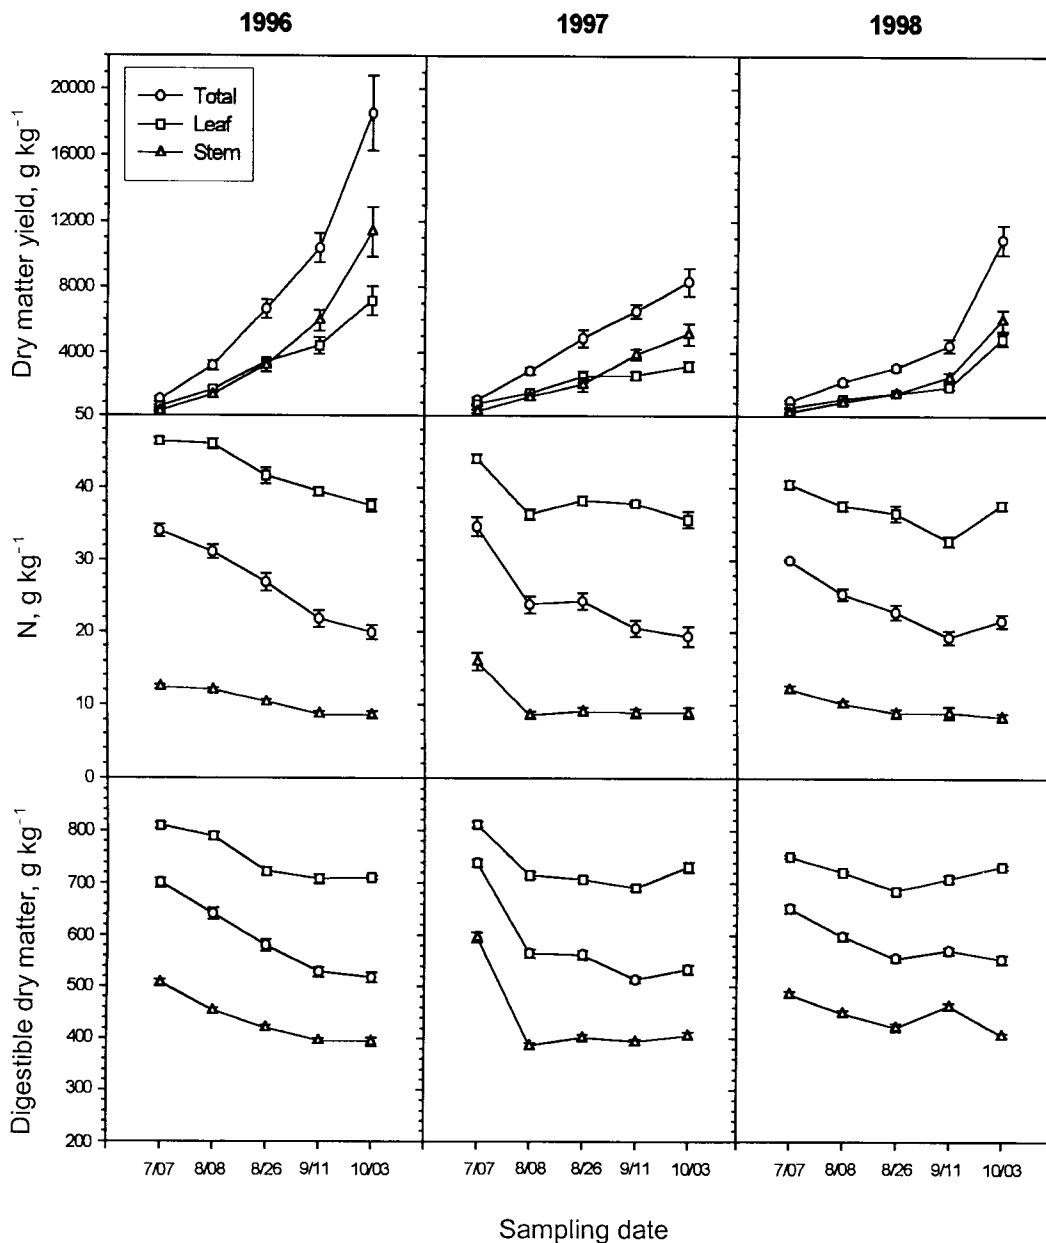 1996 1997 1998
Total
Leaf
Stem
Dry matter yield, g kg⁻¹
20000
16000
12000
8000
4000
50
N, g kg⁻¹
40
30
20
10
0
Digestible dry matter, g kg⁻¹
800
700
600
500
400
300
200
7/07 8/08 8/26 9/11 10/03 7/07 8/08 8/26 9/11 10/03 7/07 8/08 8/26 9/11 10/03
Sampling date